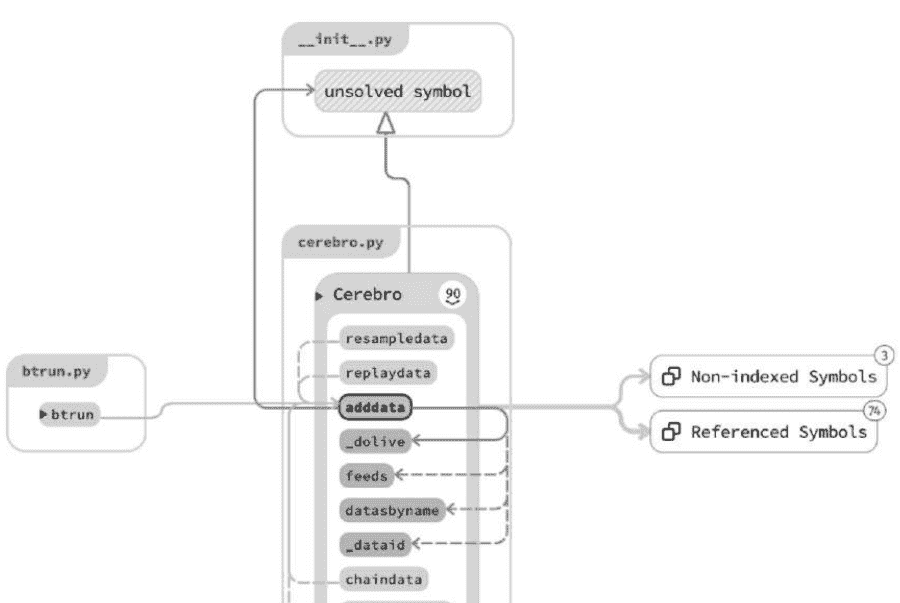 __init__.py
unsolved symbol
cerebro.py
Cerebro 90
resampledata
replaydata
btrun.py
btrun
adddata
_dolive
feeds
datasbyname
_dataid
chaindata
3
Non-indexed Symbols
74
Referenced Symbols